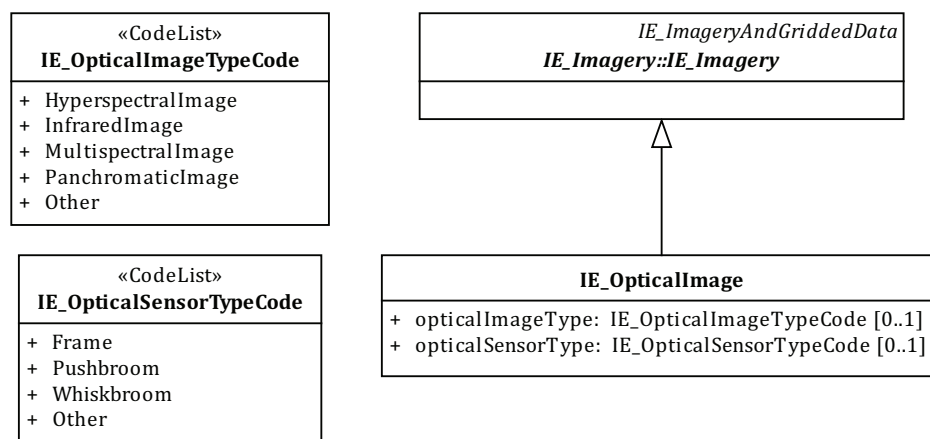 «CodeList»
IE_OpticalImageTypeCode
+ HyperspectralImage
+ InfraredImage
+ MultispectralImage
+ PanchromaticImage
+ Other
IE_ImageryAndGriddedData
IE_Imagery::IE_Imagery
«CodeList»
IE_OpticalSensorTypeCode
+ Frame
+ Pushbroom
+ Whiskbroom
+ Other
IE_OpticalImage
+ opticalImageType: IE_OpticalImageTypeCode [0..1]
+ opticalSensorType: IE_OpticalSensorTypeCode [0..1]